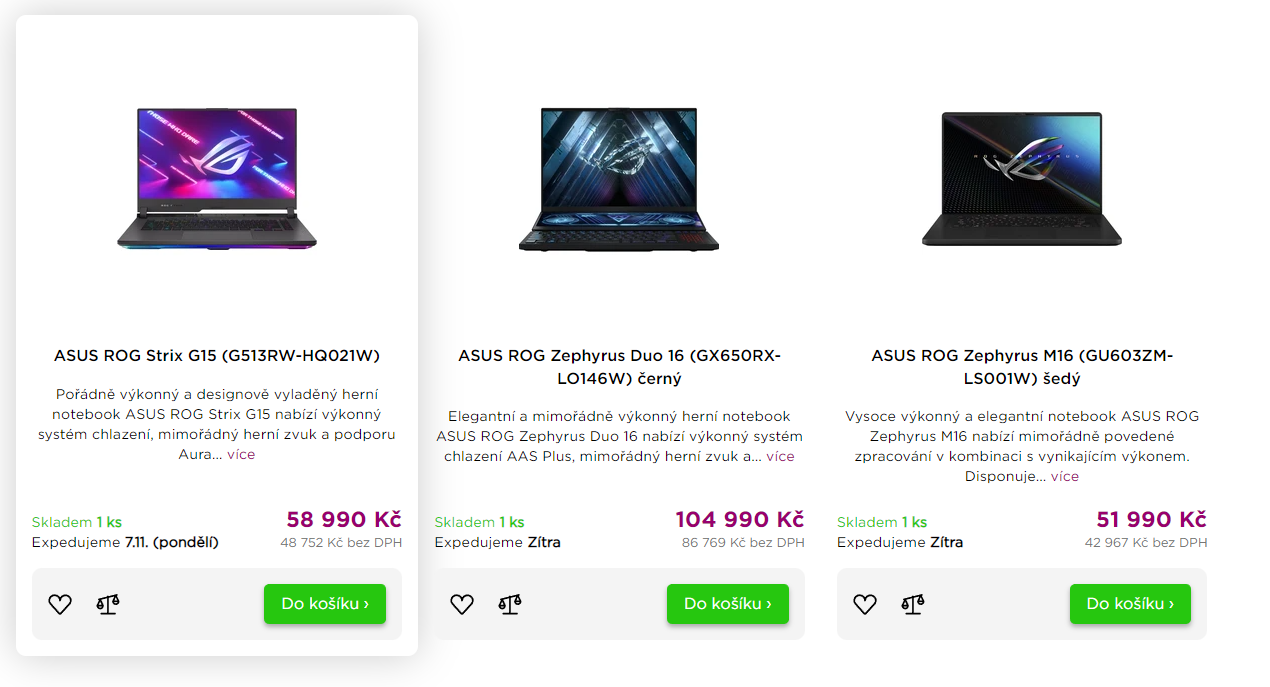 ASUS ROG Strix G15 (G513RW-HQ021W)
Pořádně výkonný a designově vyladěný herní
notebook ASUS ROG Strix G15 nabízí výkonný
systém chlazení, mimořádný herní zvuk a podporu
Aura... více
Skladem 1 ks
58 990 Kč
Expedujeme 7.11. (pondělí)
48 752 Kč bez DPH
Do košíku ›
ASUS ROG Zephyrus Duo 16 (GX650RX-
LO146W) černý
Elegantní a mimořádně výkonný herní notebook
ASUS ROG Zephyrus Duo 16 nabízí výkonný systém
chlazení AAS Plus, mimořádný herní zvuk a... více
Skladem 1 ks
104 990 Kč
Expedujeme Zítra
86 769 Kč bez DPH
Do košíku ›
ROG ZEPHYRUS
ASUS ROG Zephyrus M16 (GU603ZM-
LS001W) šedý
Vysoce výkonný a elegantní notebook ASUS ROG
Zephyrus M16 nabízí mimořádně povedené
zpracování v kombinaci s vynikajícím výkonem.
Disponuje... více
Skladem 1 ks
51 990 Kč
Expedujeme Zítra
42 967 Kč bez DPH
Do košíku ›